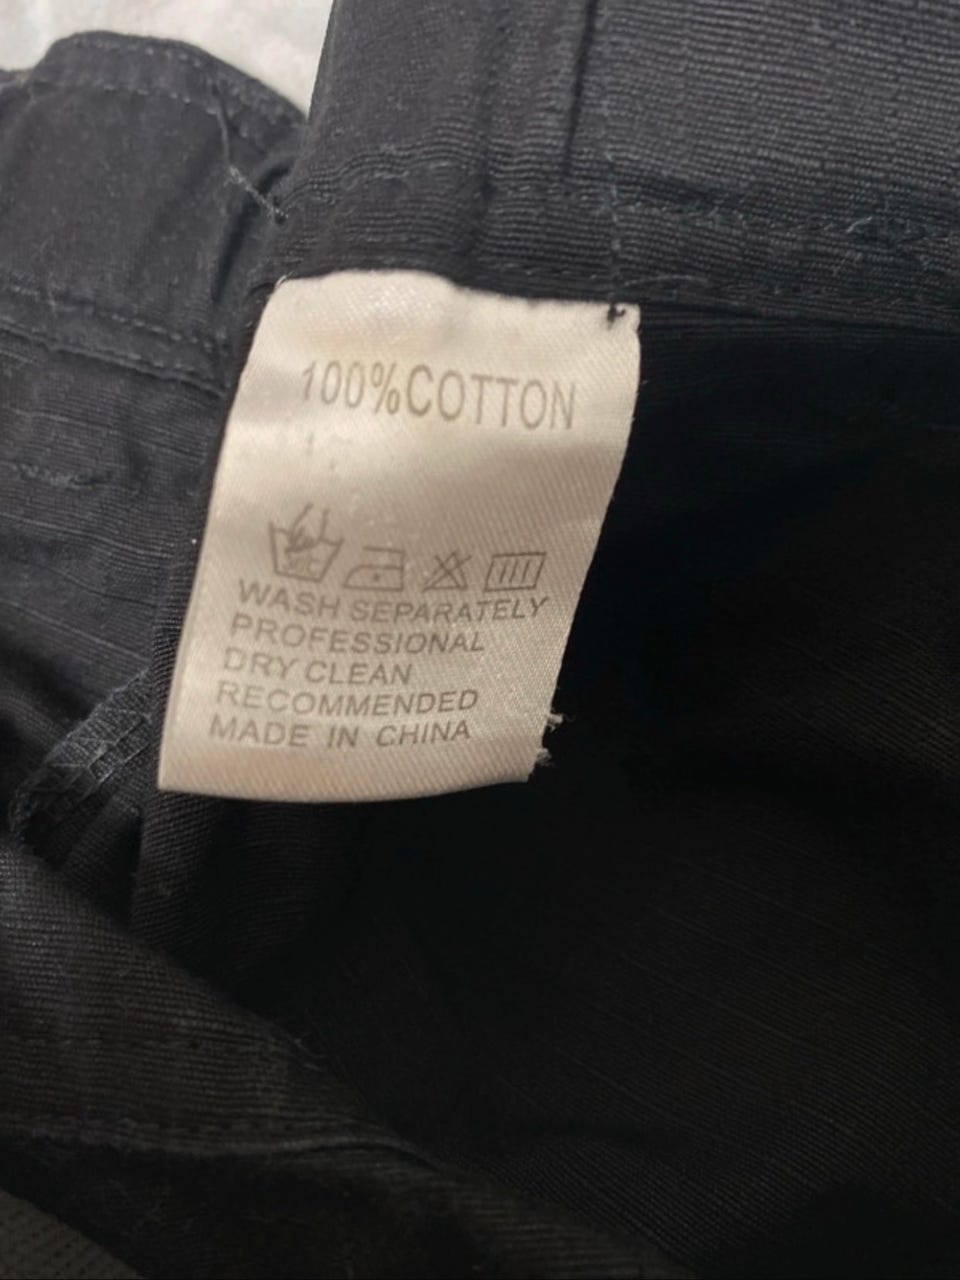 100%COTTON
WASH SEPARATELY
PROFESSIONAL
DRY CLEAN
RECOMMENDED
MADE IN CHINA